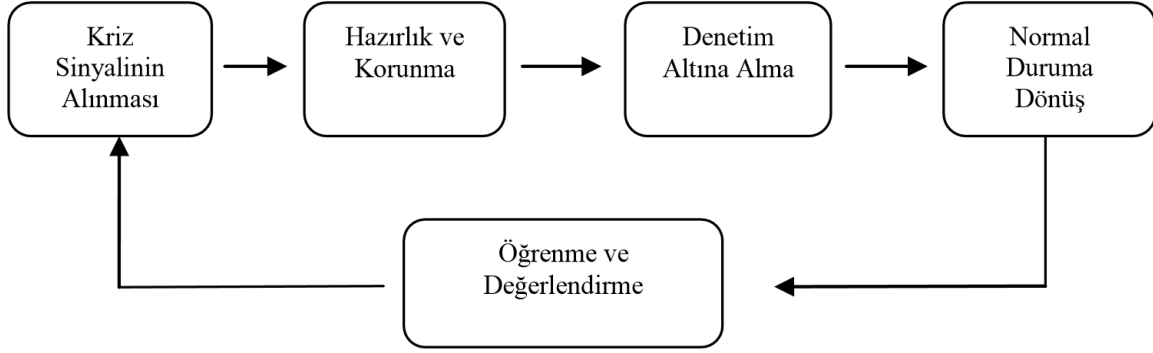 Kriz
Sinyalinin
Alınması
Hazırlık ve
Korunma
Denetim
Altına Alma
Normal
Duruma
Dönüş
Öğrenme ve
Değerlendirme